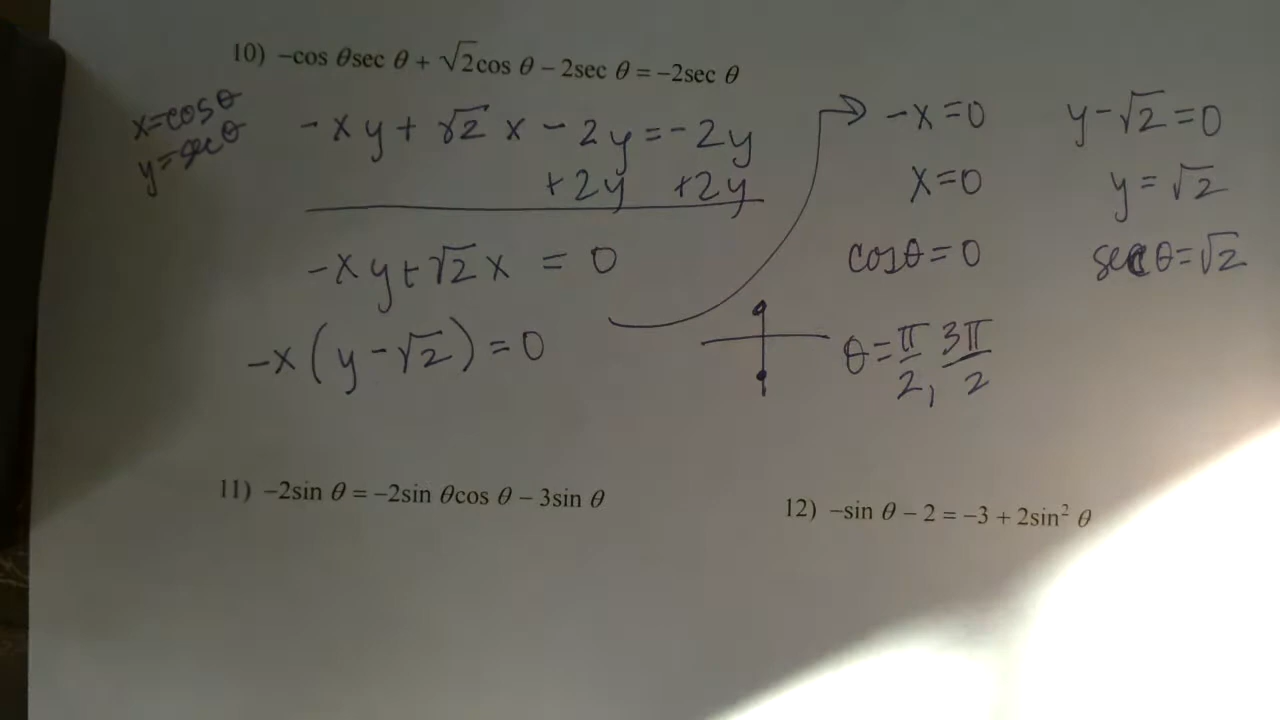 10) −cos θsec θ + √2cos θ − 2sec θ = −2sec θ
x=cosθ
y=secθ
-xy+√2x-2y=-2y
+2y +2y
-xy+√2x = 0
-x(y-√2)=0
-x=0
x=0
cosθ=0
θ=π/2, 3π/2
y-√2=0
y=√2
secθ=√2
11) −2sin θ = −2sin θcos θ − 3sin θ
12) −sin θ − 2 = −3 + 2sin² θ